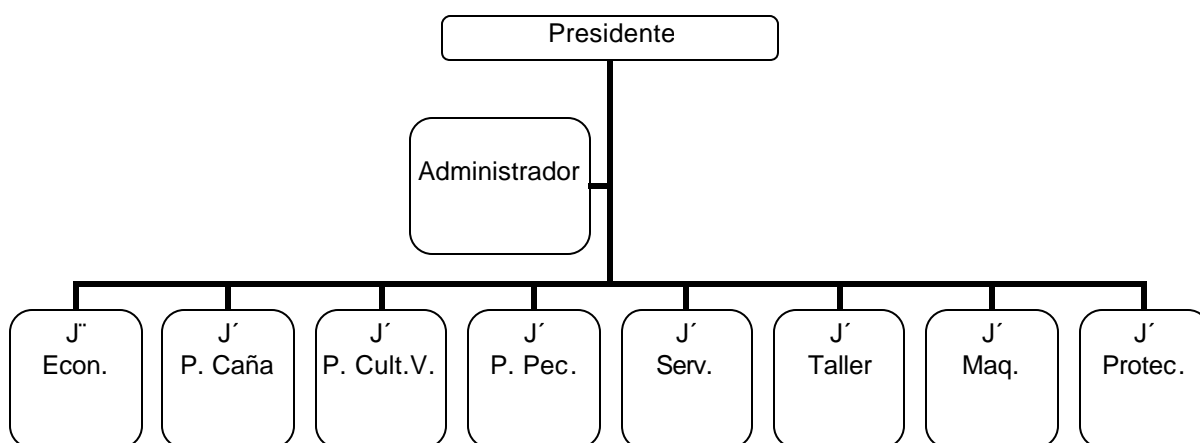 Presidente
Administrador
J¨
Econ.
J´
P. Caña
J´
P. Cult.V.
J´
P. Pec.
J´
Serv.
J´
Taller
J´
Maq.
J´
Protec.